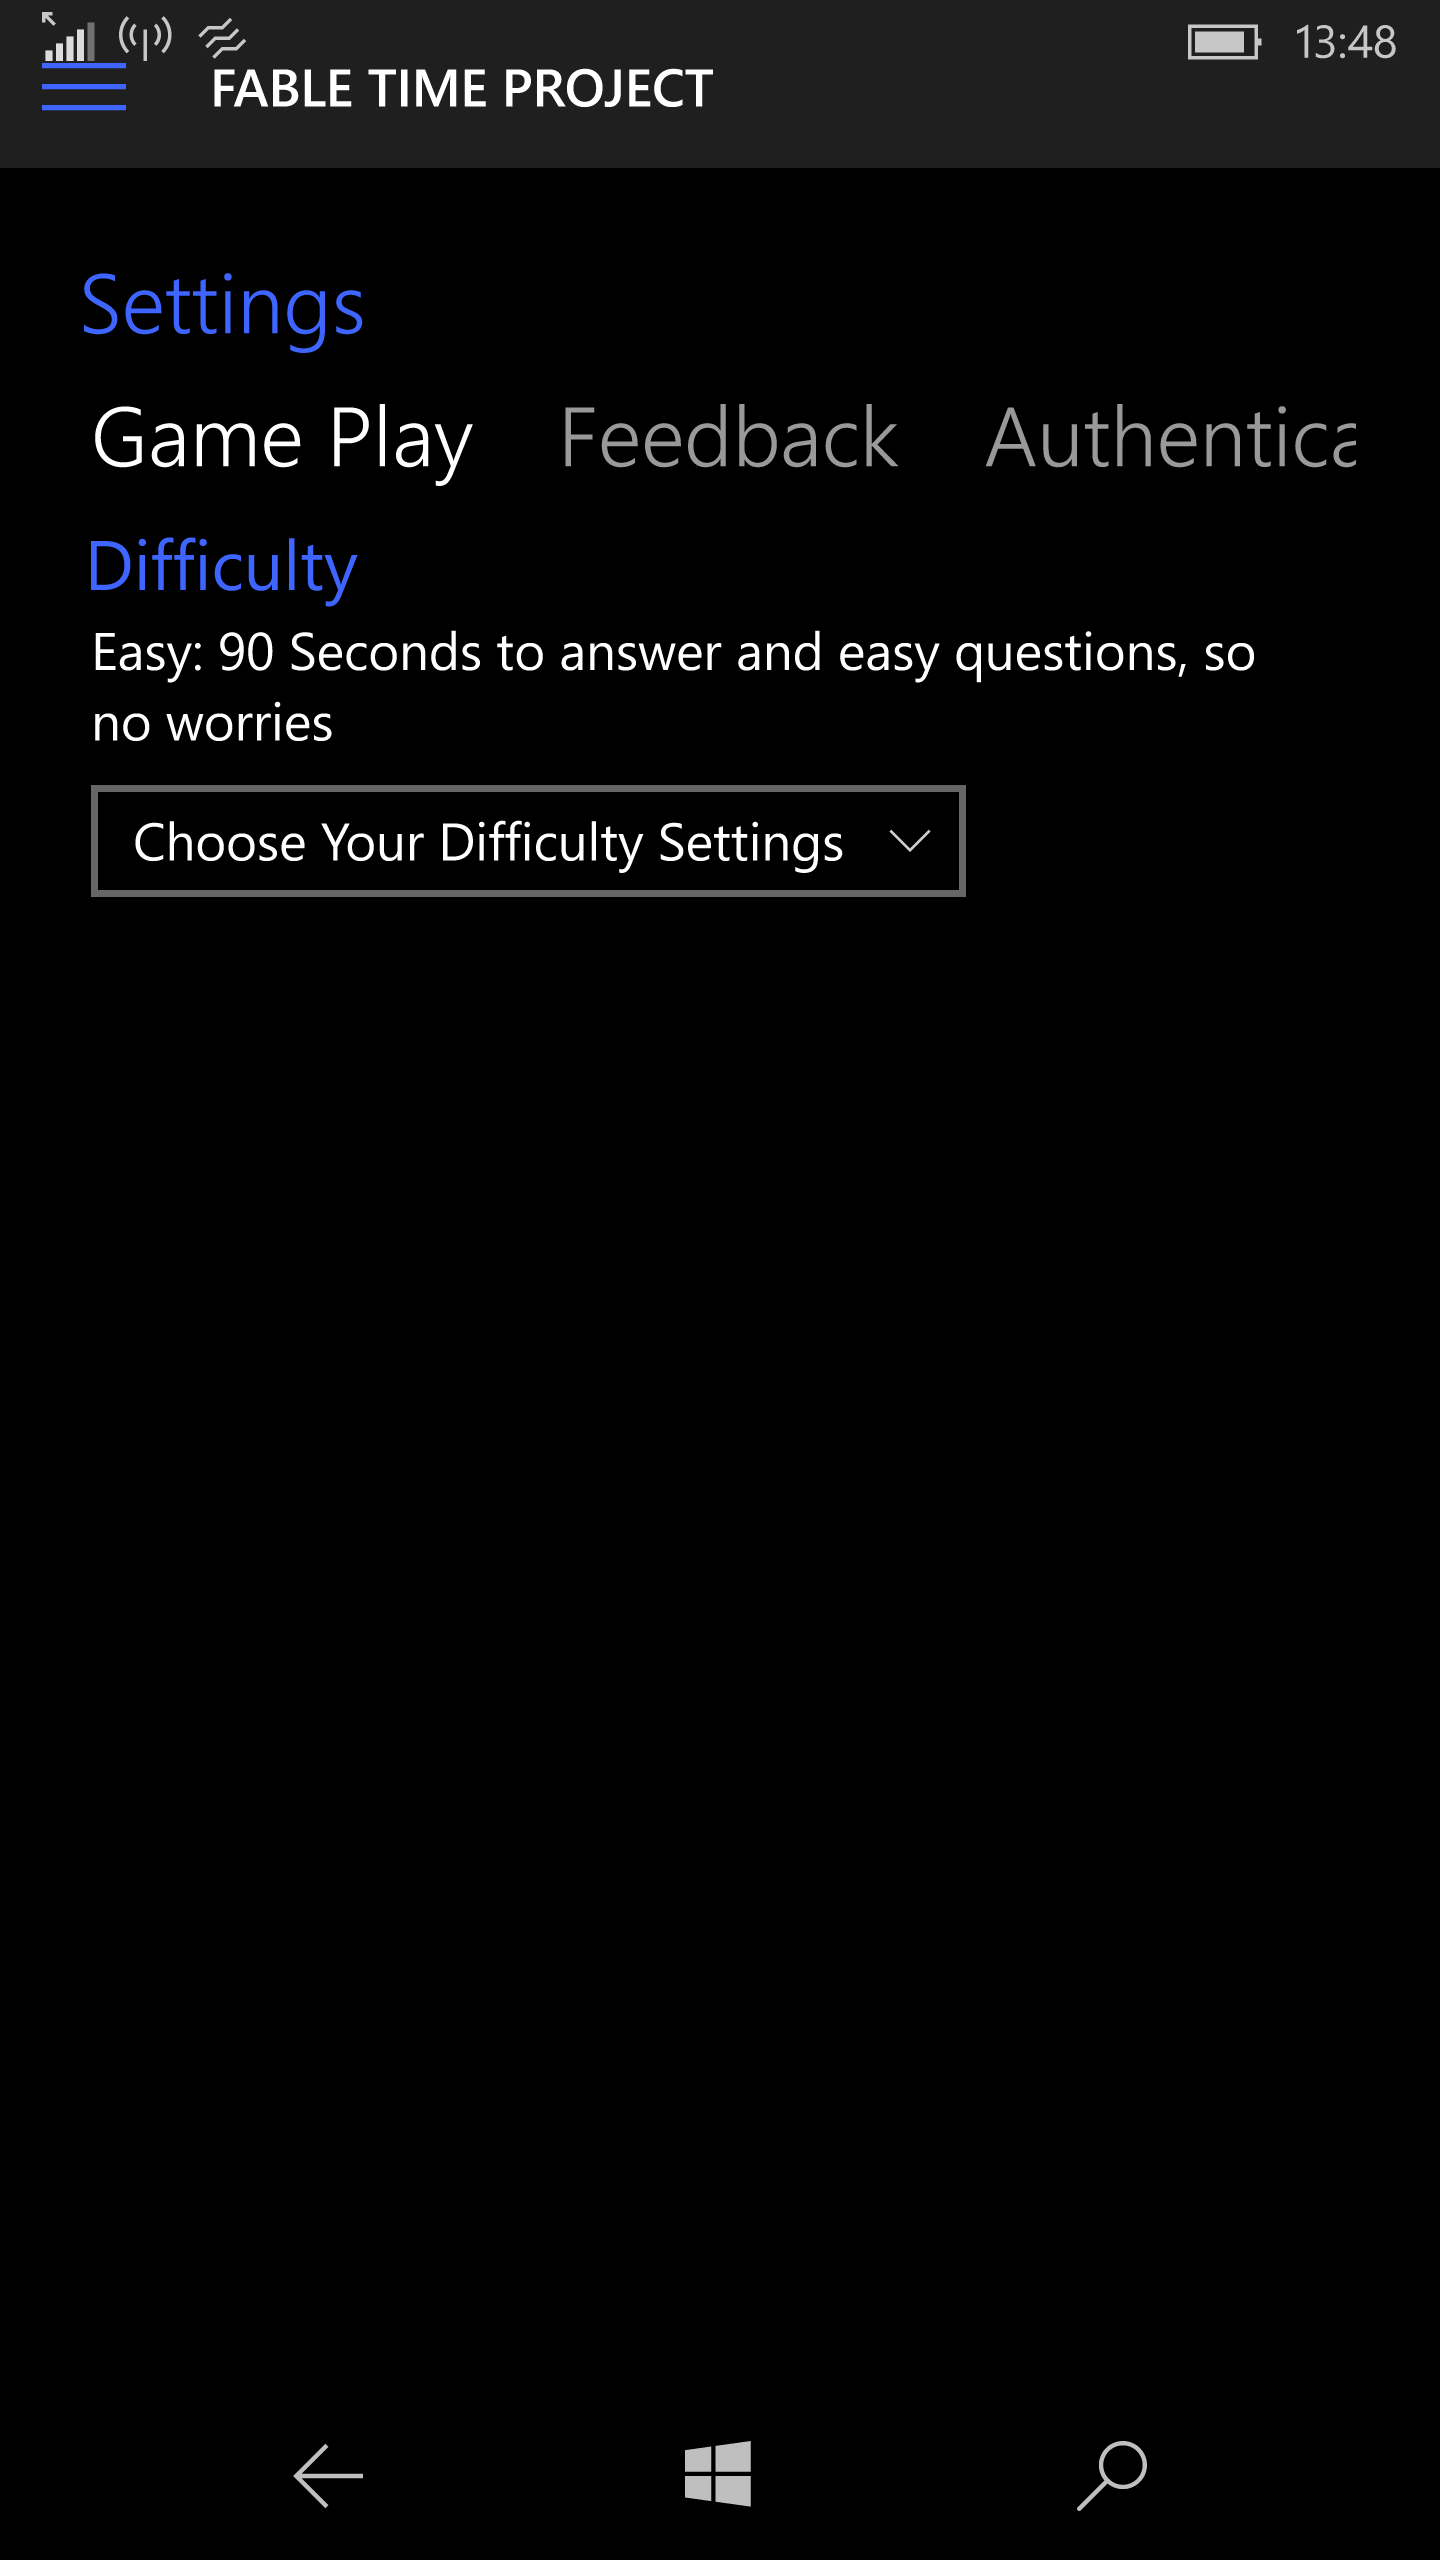 13:48
FABLE TIME PROJECT
Settings
Game Play Feedback Authentica
Difficulty
Easy: 90 Seconds to answer and easy questions, so
no worries
Choose Your Difficulty Settings